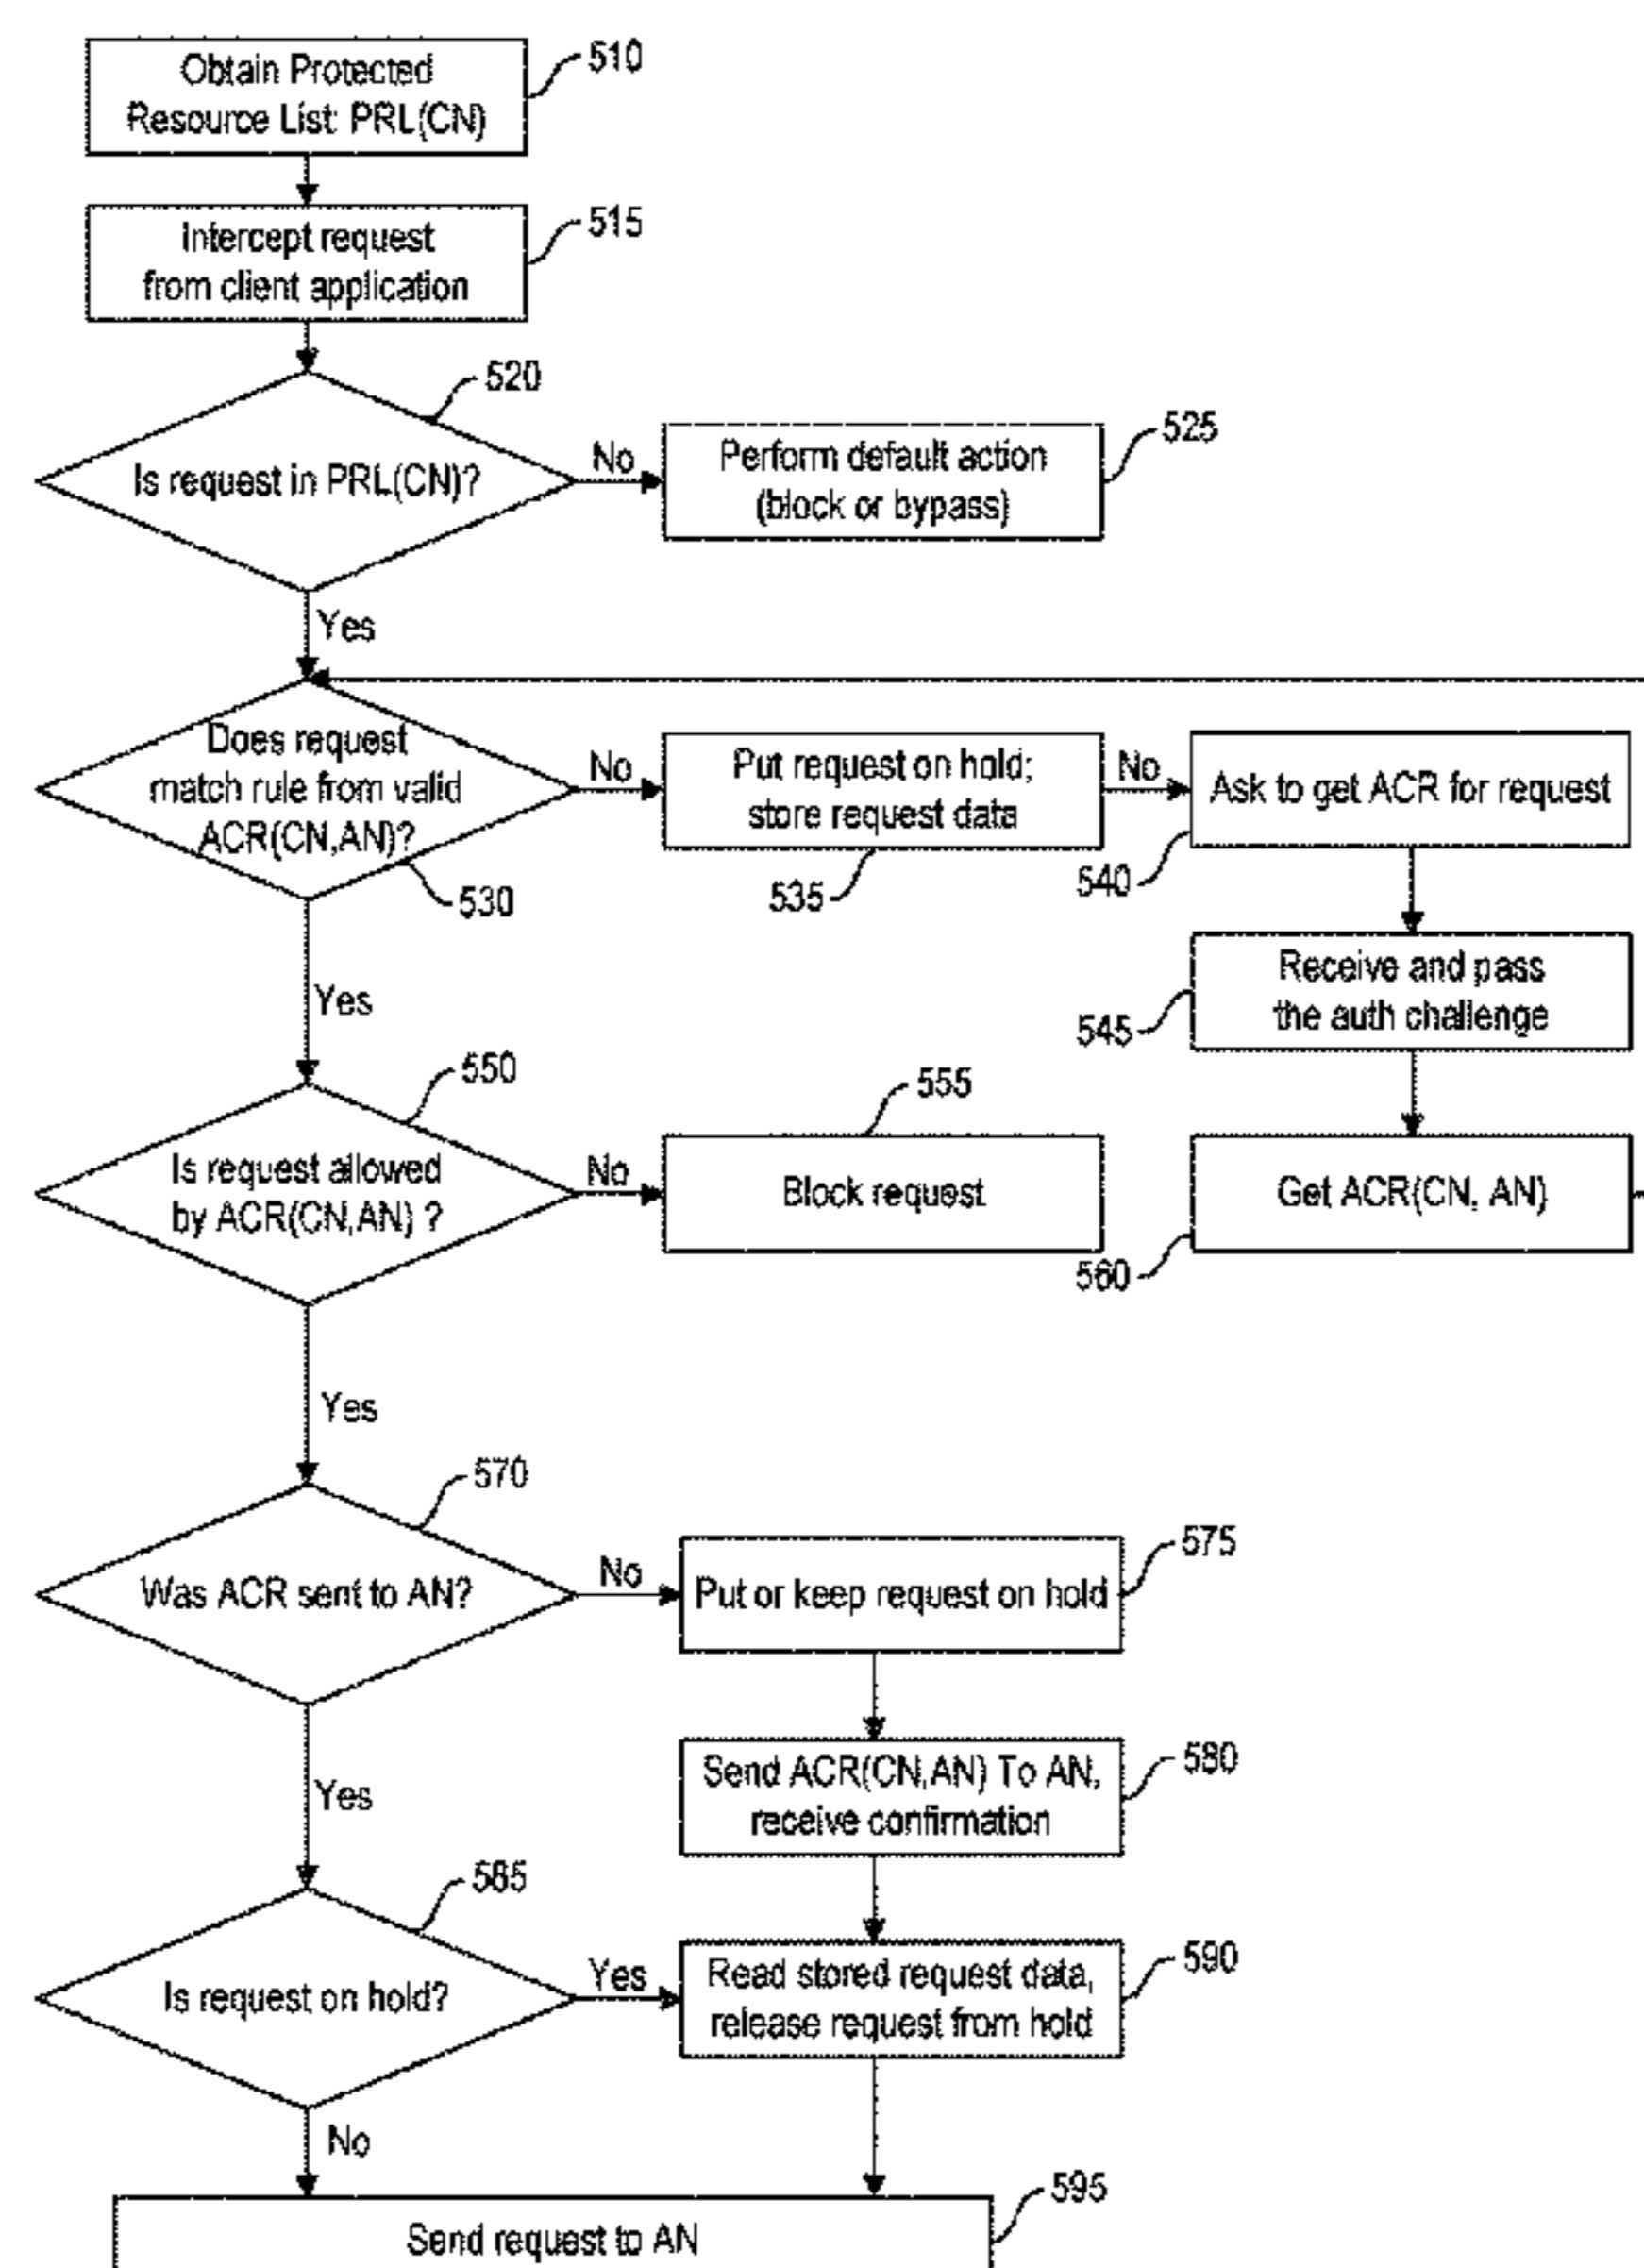 Obtain Protected
Resource List: PRL(CN)
510
Intercept request
from client application
515
520
Is request in PRL(CN)?
No
Perform default action
(block or bypass)
525
Yes
Does request
match rule from valid
ACR(CN,AN)?
530
No
Put request on hold;
store request data
535
No
Ask to get ACR for request
540
Receive and pass
the auth challenge
545
Yes
550
Is request allowed
by ACR(CN,AN) ?
No
555
Block request
Get ACR(CN, AN)
560
Yes
570
Was ACR sent to AN?
No
Put or keep request on hold
575
Send ACR(CN,AN) To AN,
receive confirmation
580
Yes
585
Is request on hold?
Yes
Read stored request data,
release request from hold
590
No
Send request to AN
595